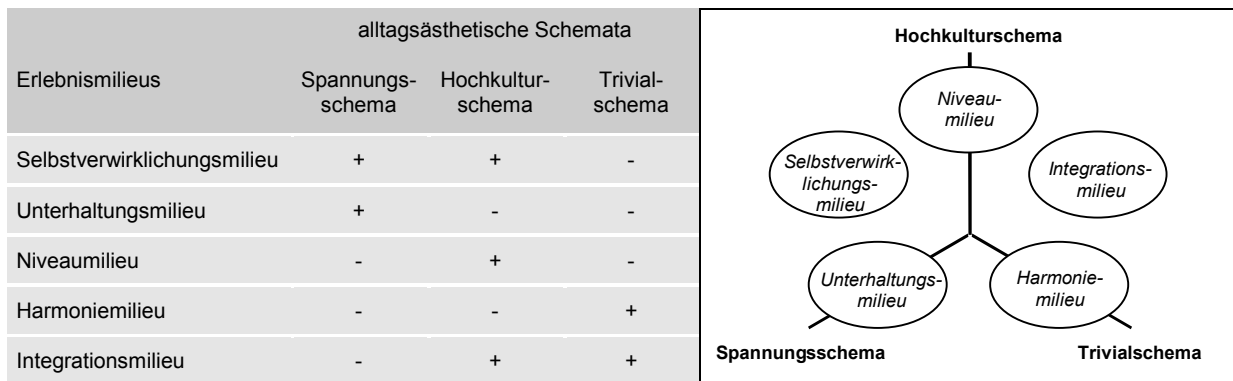 alltagsästhetische Schemata
Erlebnismilieus
Spannungs-
schema
Hochkultur-
schema
Trivial-
schema
Selbstverwirklichungsmilieu + + -
Unterhaltungsmilieu + - -
Niveaumilieu - + -
Harmoniemilieu - - +
Integrationsmilieu - + +
Hochkulturschema
Niveau-
milieu
Selbstverwirk-
lichungs-
milieu
Integrations-
milieu
Unterhaltungs-
milieu
Harmonie-
milieu
Spannungsschema
Trivialschema